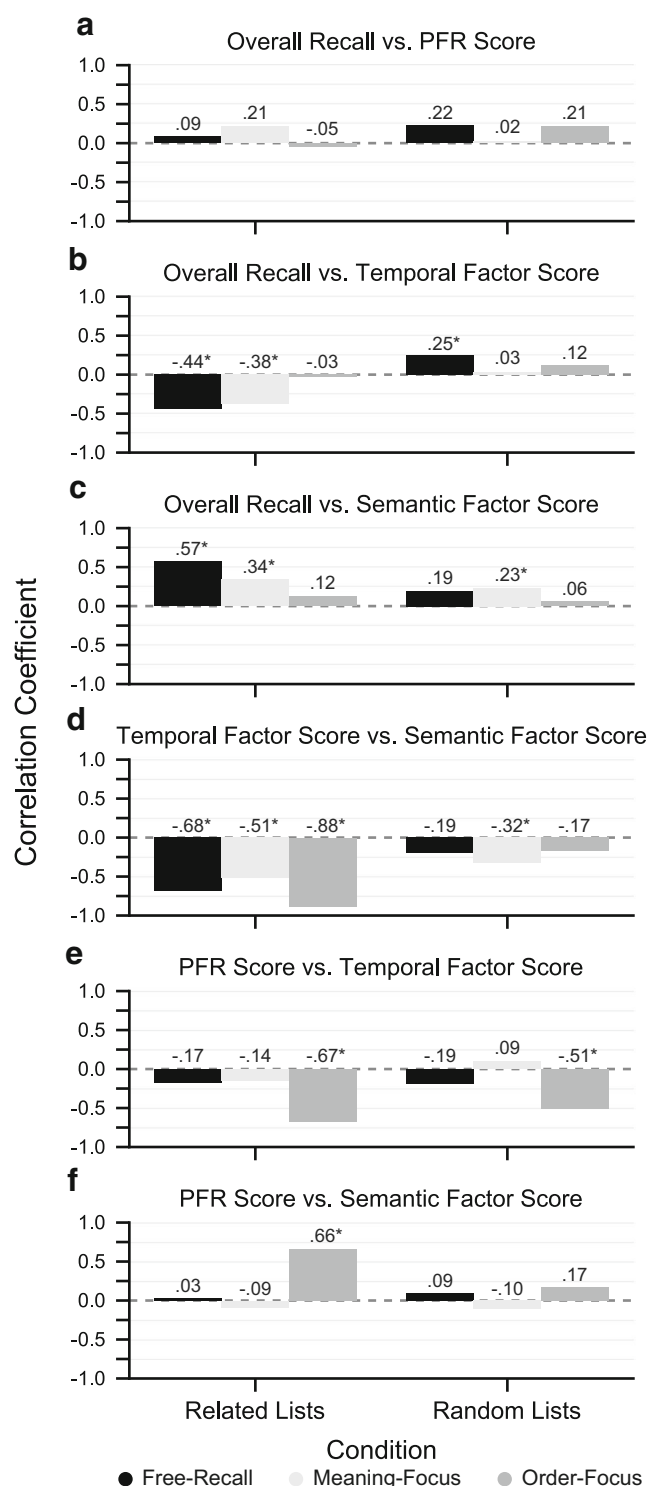 a
Overall Recall vs. PFR Score
1.0
0.5
0.0
-0.5
-1.0
.09 .21 -.05 .22 .02 .21
b
Overall Recall vs. Temporal Factor Score
1.0
0.5
0.0
-0.5
-1.0
-.44* -.38* -.03 .25* .03 .12
c
Overall Recall vs. Semantic Factor Score
1.0
0.5
0.0
-0.5
-1.0
.57* .34* .12 .19 .23* .06
Correlation Coefficient
d
Temporal Factor Score vs. Semantic Factor Score
1.0
0.5
0.0
-0.5
-1.0
-.68* -.51* -.88* -.19 -.32* -.17
e
PFR Score vs. Temporal Factor Score
1.0
0.5
0.0
-0.5
-1.0
-.17 -.14 -.67* -.19 .09 -.51*
f
PFR Score vs. Semantic Factor Score
1.0
0.5
0.0
-0.5
-1.0
.03 -.09 .66* .09 -.10 .17
Related Lists Random Lists
Condition
Free-Recall Meaning-Focus Order-Focus